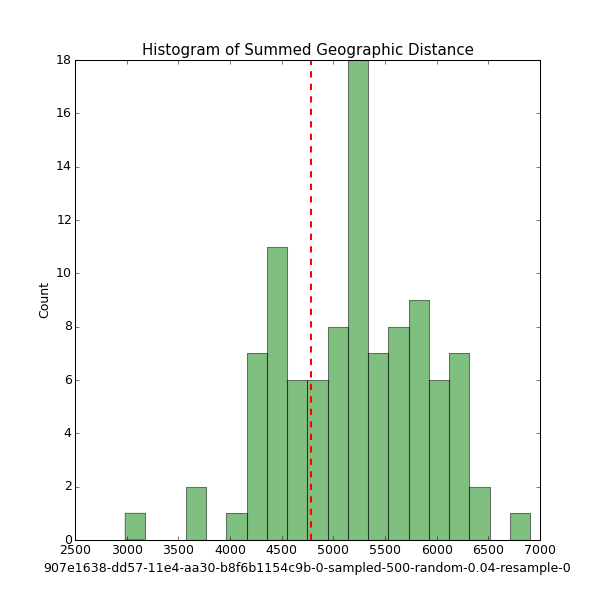 Histogram of Summed Geographic Distance
18
16
14
12
10
8
6
4
2
0
Count
2500 3000 3500 4000 4500 5000 5500 6000 6500 7000
907e1638-dd57-11e4-aa30-b8f6b1154c9b-0-sampled-500-random-0.04-resample-0